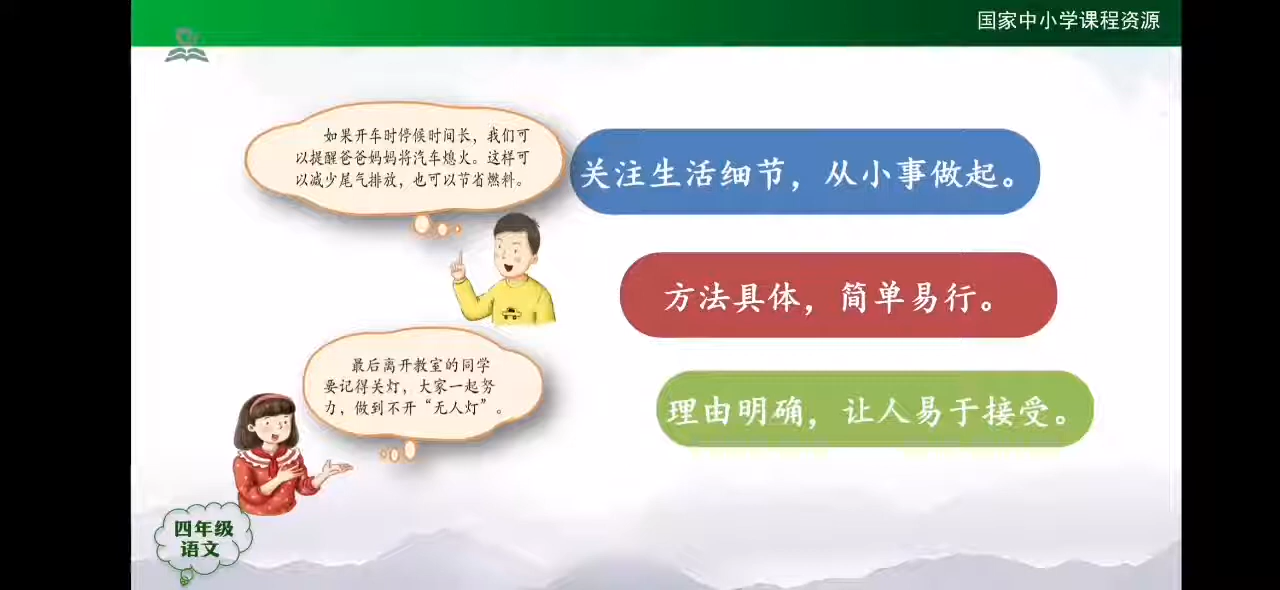 国家中小学课程资源
如果开车时停候时间长，我们可
以提醒爸爸妈妈将汽车熄火。这样可
以减少尾气排放，也可以节省燃料。
关注生活细节，从小事做起。
方法具体，简单易行。
最后离开教室的同学
要记得关灯，大家一起努
力，做到不开“无人灯”。
理由明确，让人易于接受。
四年级
语文